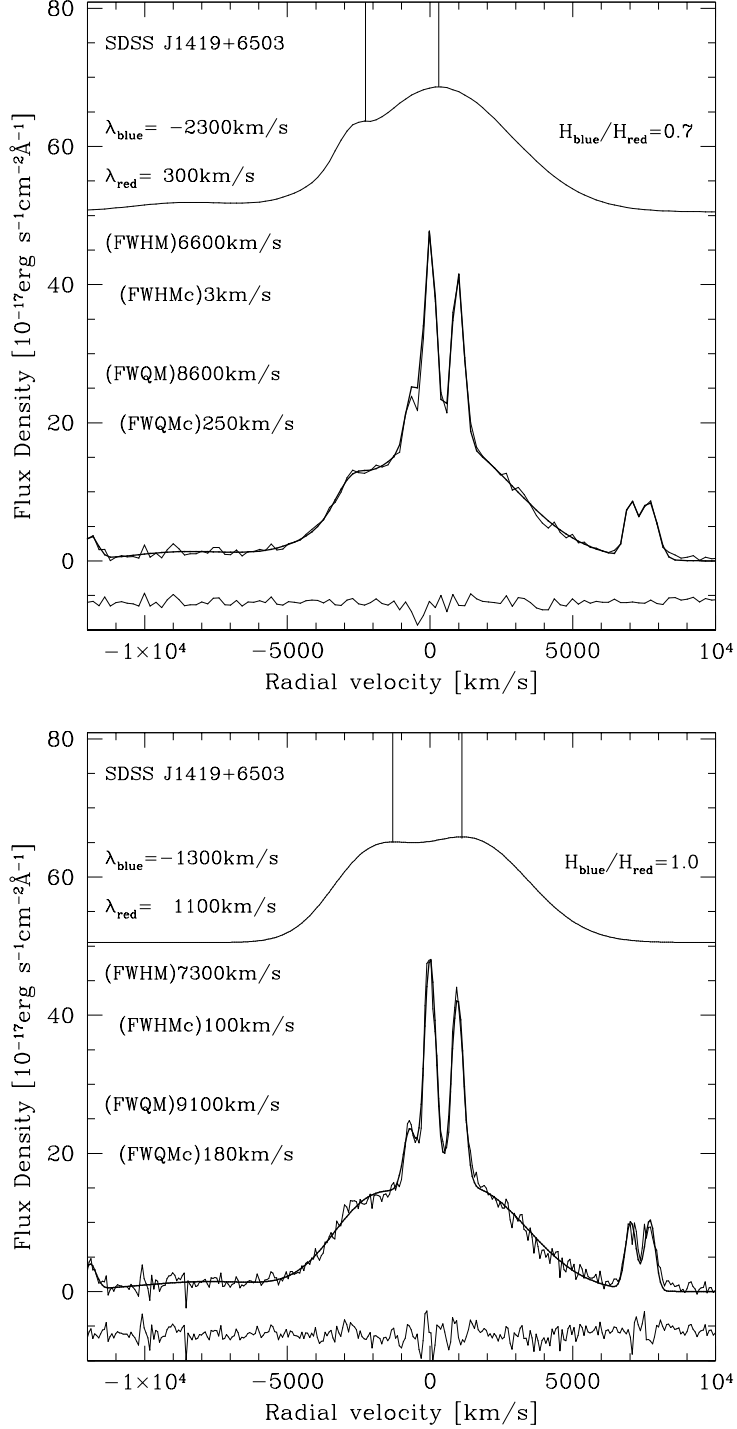 80
SDSS J1419+6503
λblue= −2300km/s
Hblue/Hred=0.7
60
λred= 300km/s
(FWHM)6600km/s
40
(FWHMc)3km/s
(FWQM)8600km/s
20
(FWQMc)250km/s
0
Flux Density [10⁻¹⁷erg s⁻¹cm⁻²Å⁻¹]
−1×10⁴ −5000 0 5000 10⁴
Radial velocity [km/s]
80
SDSS J1419+6503
λblue=−1300km/s
Hblue/Hred=1.0
60
λred= 1100km/s
(FWHM)7300km/s
40
(FWHMc)100km/s
(FWQM)9100km/s
20
(FWQMc)180km/s
0
Flux Density [10⁻¹⁷erg s⁻¹cm⁻²Å⁻¹]
−1×10⁴ −5000 0 5000 10⁴
Radial velocity [km/s]